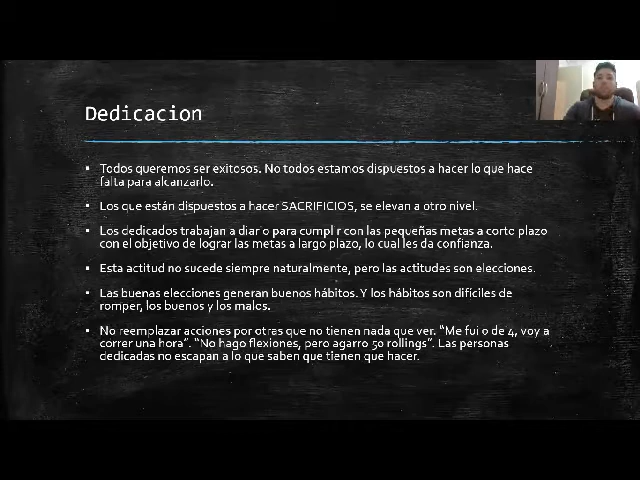 Dedicacion
▪ Todos queremos ser exitosos. No todos estamos dispuestos a hacer lo que hace
falta para alcanzarlo.
▪ Los que están dispuestos a hacer SACRIFICIOS, se elevan a otro nivel.
▪ Los dedicados trabajan a diario para cumplir con las pequeñas metas a corto plazo
con el objetivo de lograr las metas a largo plazo, lo cual les da confianza.
▪ Esta actitud no sucede siempre naturalmente, pero las actitudes son elecciones.
▪ Las buenas elecciones generan buenos hábitos. Y los hábitos son difíciles de
romper, los buenos y los malos.
▪ No reemplazar acciones por otras que no tienen nada que ver. “Me fui 0 de 4, voy a
correr una hora”. “No hago flexiones, pero agarro 50 rollings”. Las personas
dedicadas no escapan a lo que saben que tienen que hacer.